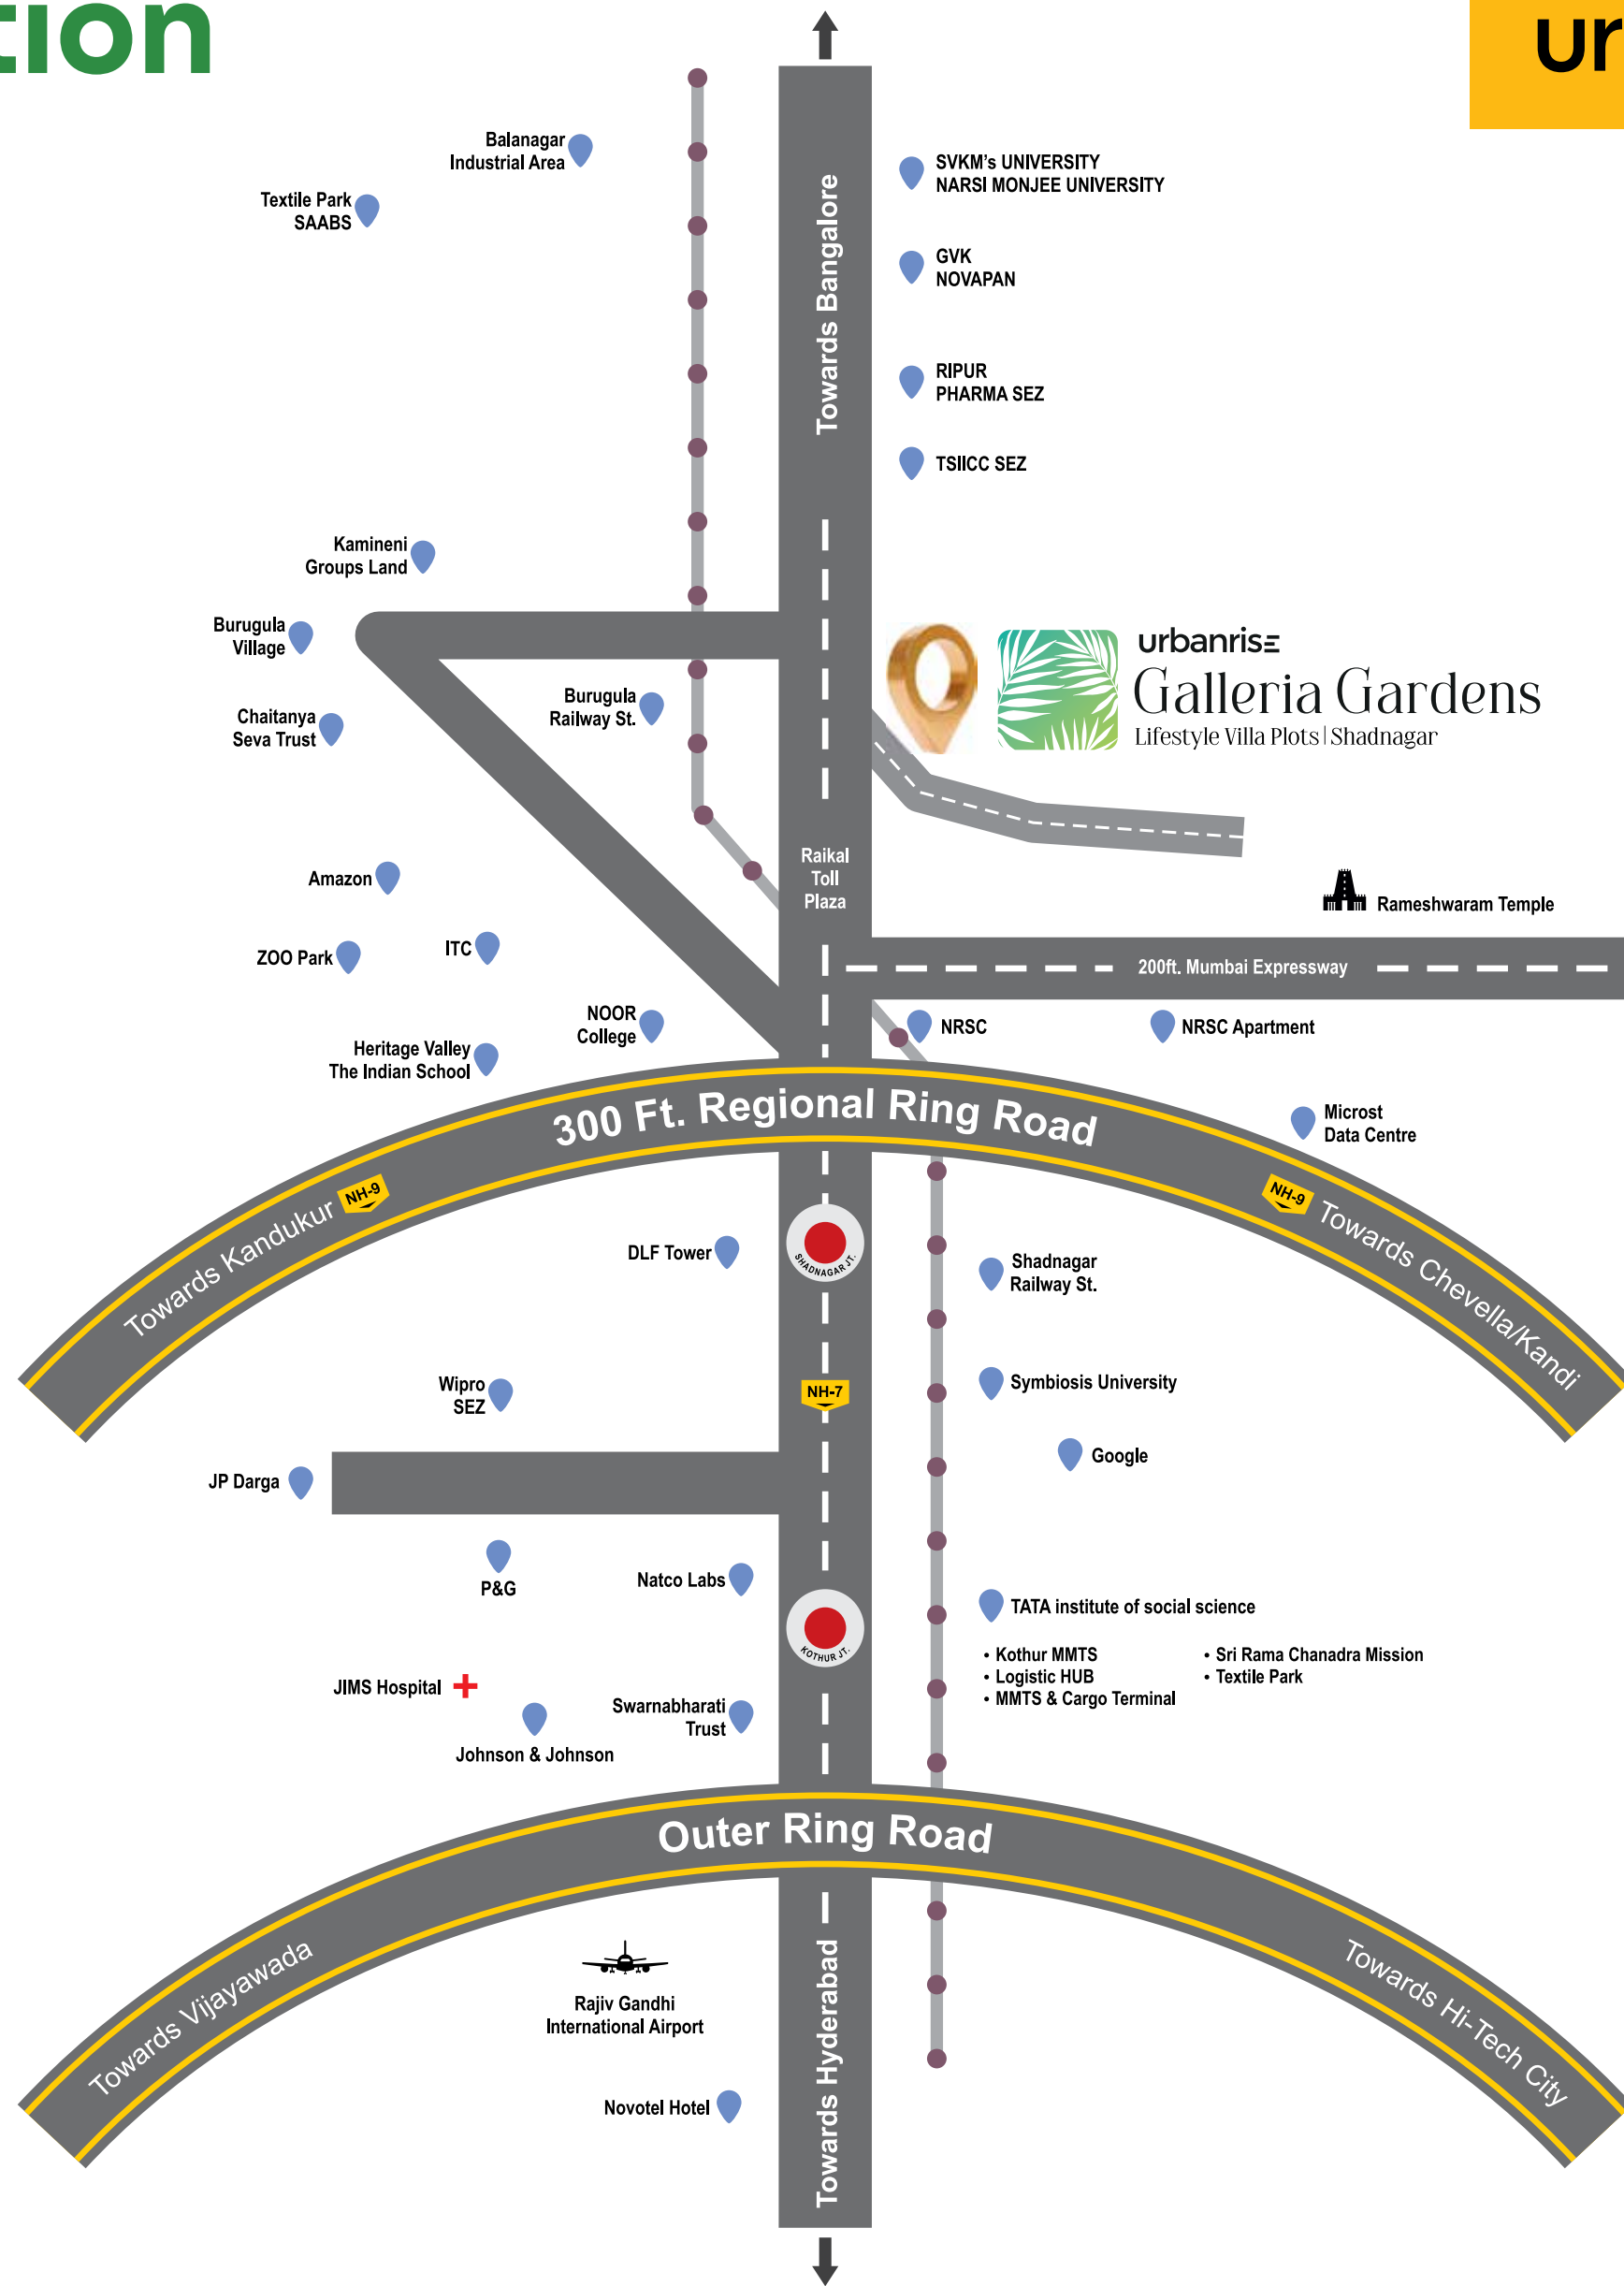 tion
ur
Balanagar
Industrial Area
Textile Park
SAABS
Towards Bangalore
SVKM's UNIVERSITY
NARSI MONJEE UNIVERSITY
GVK
NOVAPAN
RIPUR
PHARMA SEZ
TSIICC SEZ
Kamineni
Groups Land
Burugula
Village
Burugula
Railway St.
Chaitanya
Seva Trust
urbanrise
Galleria Gardens
Lifestyle Villa Plots | Shadnagar
Raikal
Toll
Plaza
Amazon
ZOO Park
ITC
Rameshwaram Temple
200ft. Mumbai Expressway
NOOR
College
NRSC
NRSC Apartment
Heritage Valley
The Indian School
300 Ft. Regional Ring Road
Microst
Data Centre
NH-9
Towards Kandukur
NH-9
Towards Chevella/Kandi
DLF Tower
SHADNAGAR JT.
Shadnagar
Railway St.
Wipro
SEZ
NH-7
Symbiosis University
Google
JP Darga
P&G
Natco Labs
KOTHUR JT.
TATA institute of social science
• Kothur MMTS
• Logistic HUB
• MMTS & Cargo Terminal
• Sri Rama Chanadra Mission
• Textile Park
JIMS Hospital
Swarnabharati
Trust
Johnson & Johnson
Outer Ring Road
Towards Vijayawada
Towards Hi-Tech City
Rajiv Gandhi
International Airport
Towards Hyderabad
Novotel Hotel